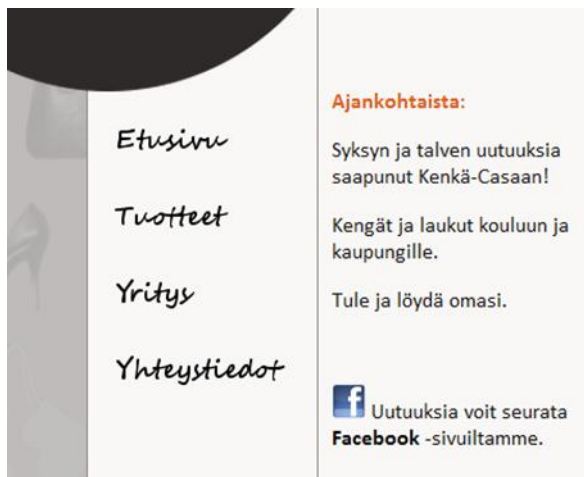 Etusivu
Tuotteet
Yritys
Yhteystiedot
Ajankohtaista:
Syksyn ja talven uutuuksia
saapunut Kenkä-Casaan!
Kengät ja laukut kouluun ja
kaupungille.
Tule ja löydä omasi.
f Uutuuksia voit seurata
Facebook -sivuiltamme.